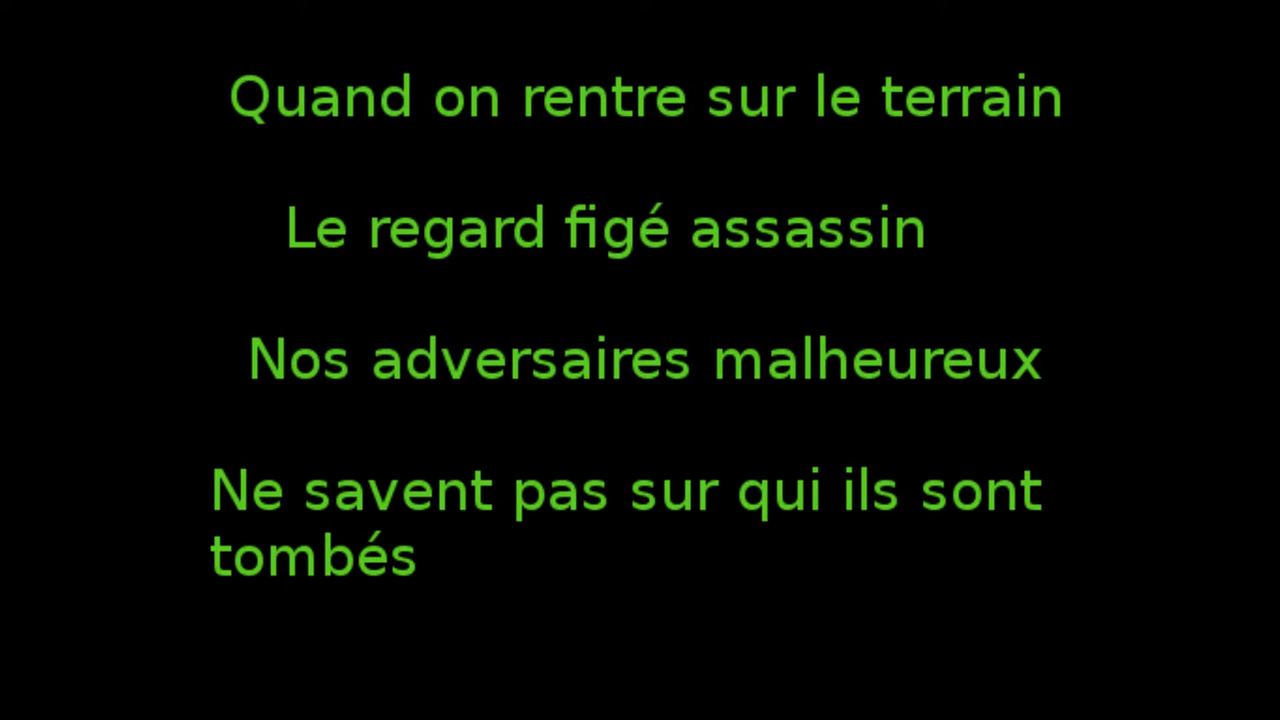 Quand on rentre sur le terrain
Le regard figé assassin
Nos adversaires malheureux
Ne savent pas sur qui ils sont
tombés